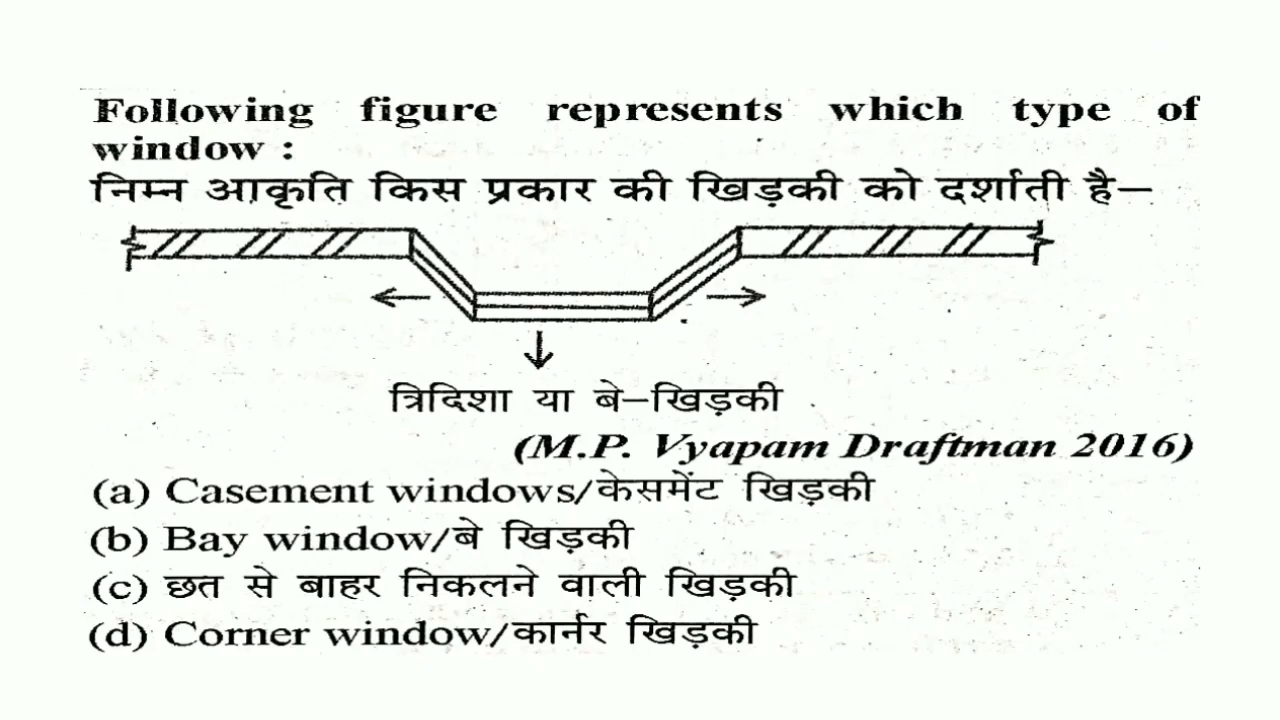 Following figure represents which type of
window :
निम्न आकृति किस प्रकार की खिड़की को दर्शाती है–
त्रिदिशा या बे–खिड़की
(M.P. Vyapam Draftman 2016)
(a) Casement windows/केसमेंट खिड़की
(b) Bay window/बे खिड़की
(c) छत से बाहर निकलने वाली खिड़की
(d) Corner window/कार्नर खिड़की